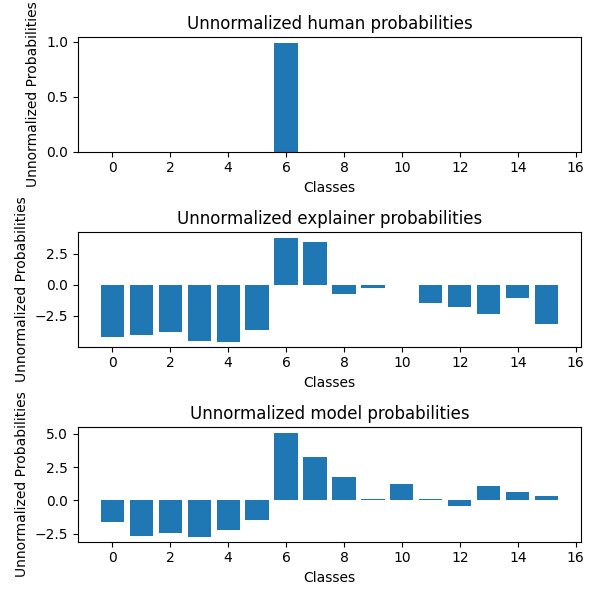 Unnormalized human probabilities
Unnormalized Probabilities
1.0
0.5
0.0
0 2 4 6 8 10 12 14 16
Classes
Unnormalized explainer probabilities
Unnormalized Probabilities
2.5
0.0
−2.5
0 2 4 6 8 10 12 14 16
Classes
Unnormalized model probabilities
Unnormalized Probabilities
5.0
2.5
0.0
−2.5
0 2 4 6 8 10 12 14 16
Classes